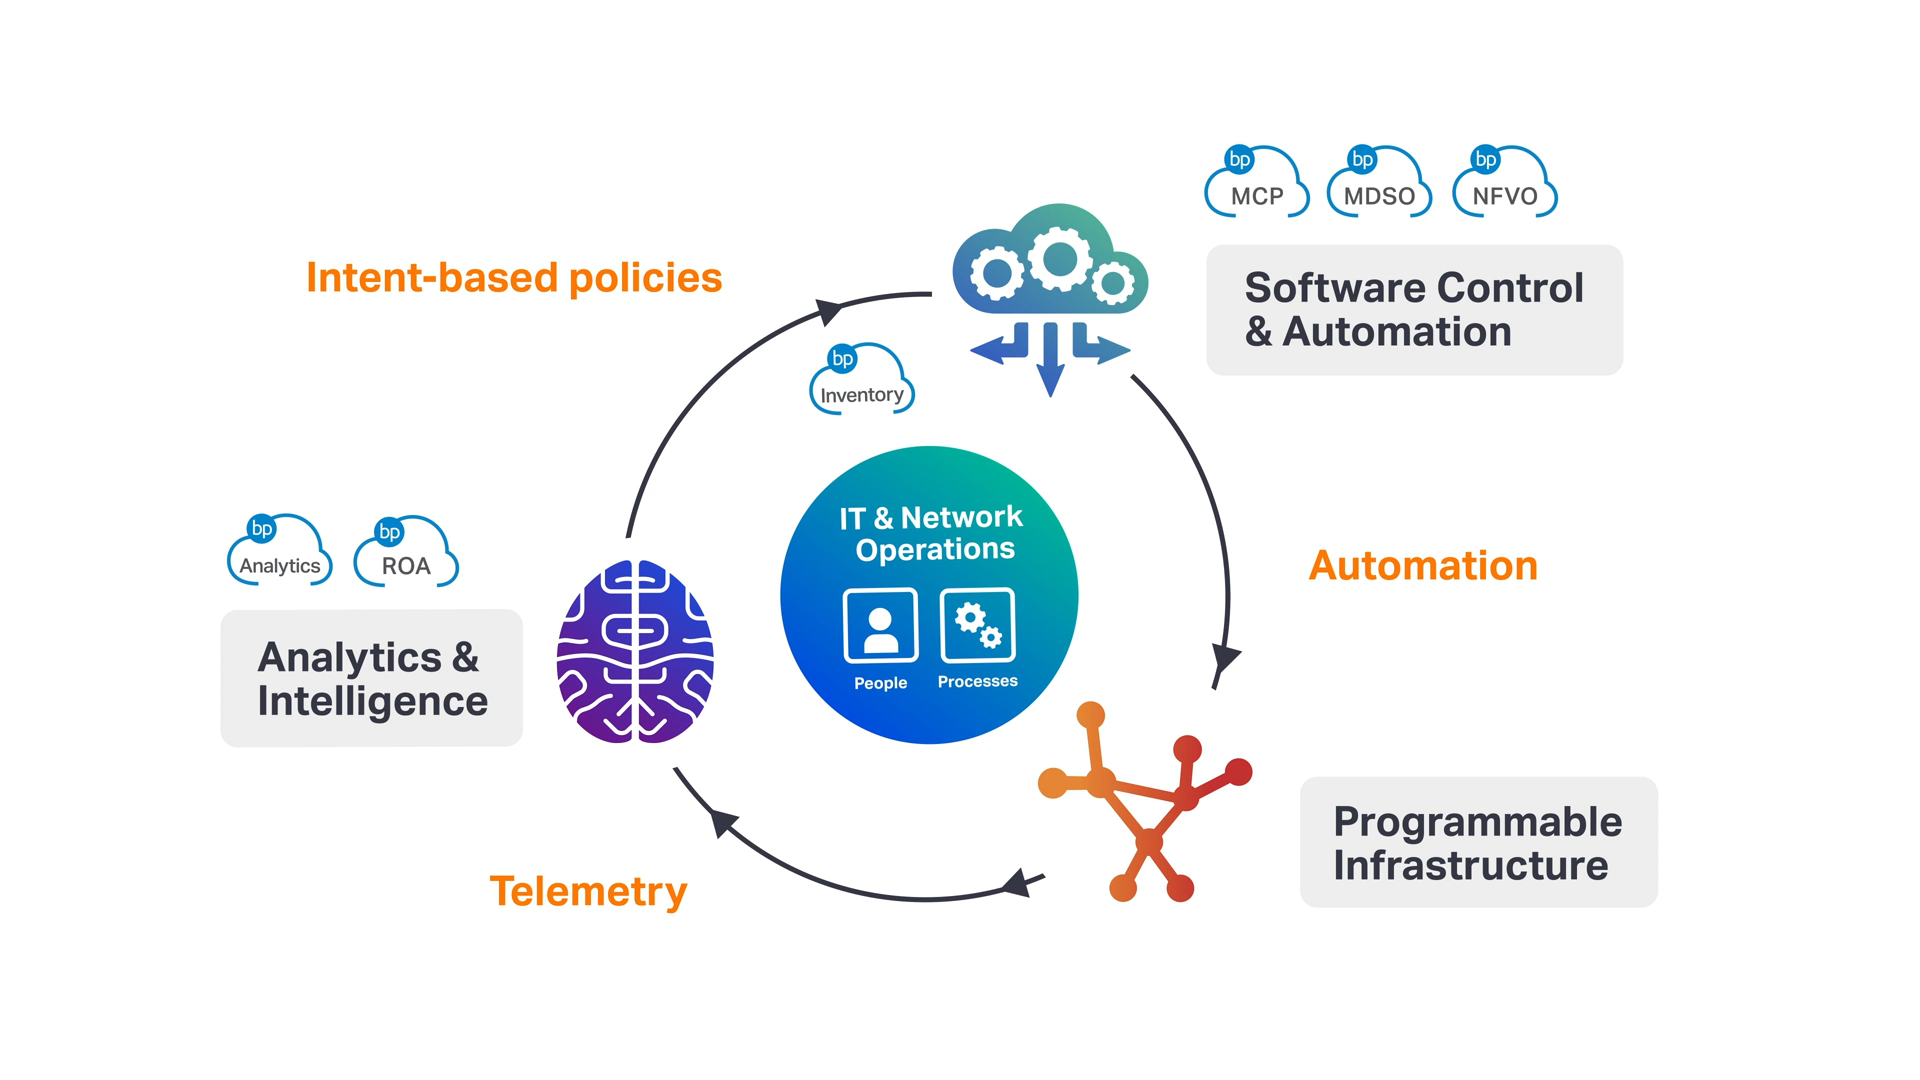 bp
MCP
bp
MDSO
bp
NFVO
Software Control
& Automation
Intent-based policies
bp
Inventory
IT & Network
Operations
People
Processes
Automation
bp
Analytics
bp
ROA
Analytics &
Intelligence
Programmable
Infrastructure
Telemetry